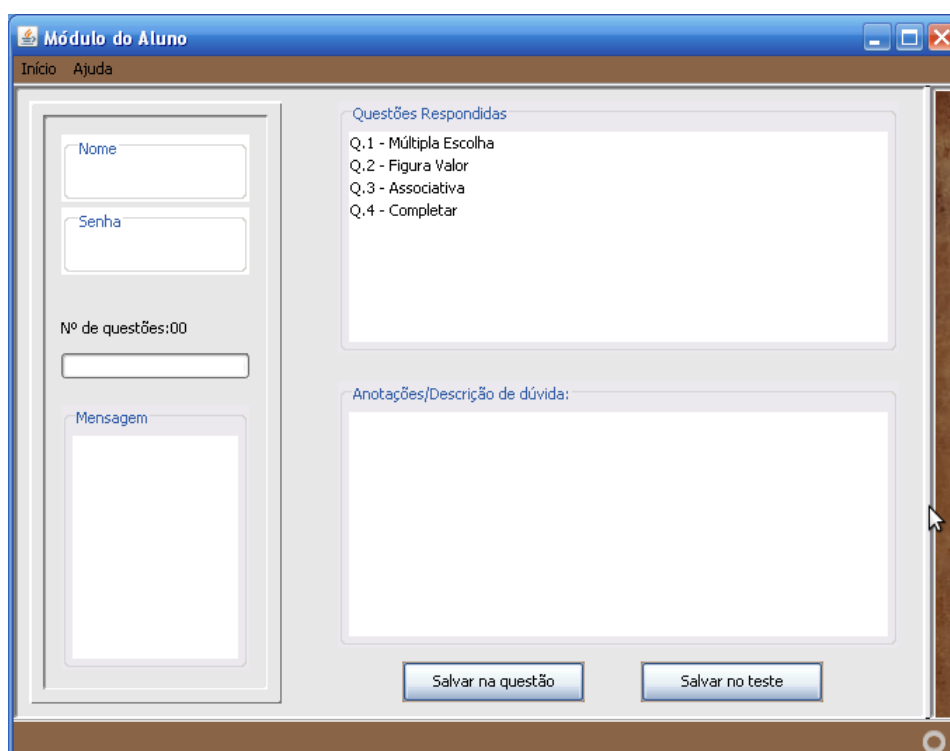 Módulo do Aluno
Início Ajuda
Nome
Senha
Nº de questões:00
Mensagem
Questões Respondidas
Q.1 - Múltipla Escolha
Q.2 - Figura Valor
Q.3 - Associativa
Q.4 - Completar
Anotações/Descrição de dúvida:
Salvar na questão
Salvar no teste